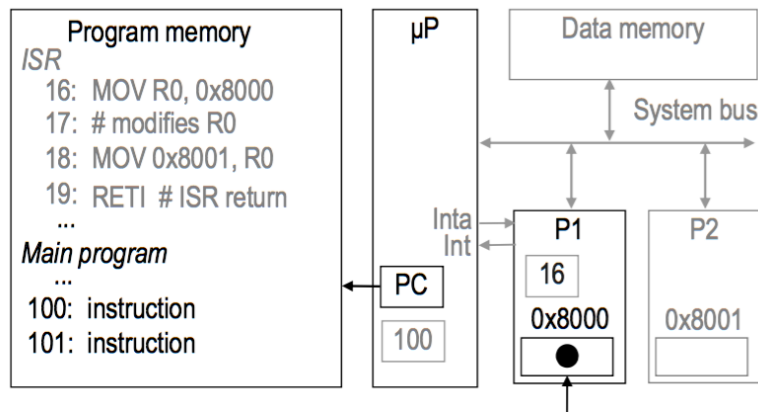 Program memory
ISR
16: MOV R0, 0x8000
17: # modifies R0
18: MOV 0x8001, R0
19: RETI # ISR return
...
Main program
...
100: instruction
101: instruction
μP
PC
100
Data memory
System bus
Inta
Int
P1
16
0x8000
P2
0x8001